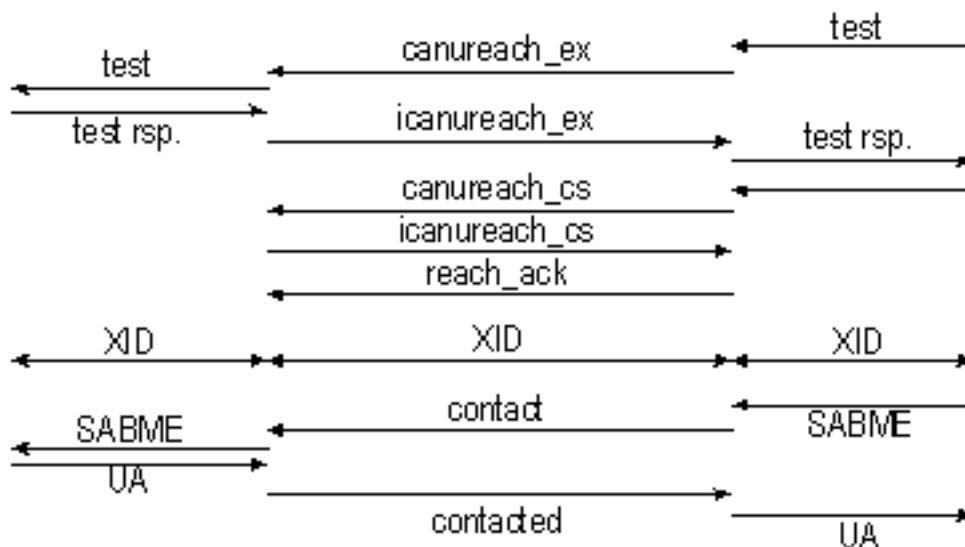 test
canureach_ex
test
test rsp.
icanureach_ex
test rsp.
canureach_cs
icanureach_cs
reach_ack
XID
XID
XID
contact
SABME
SABME
UA
contacted
UA